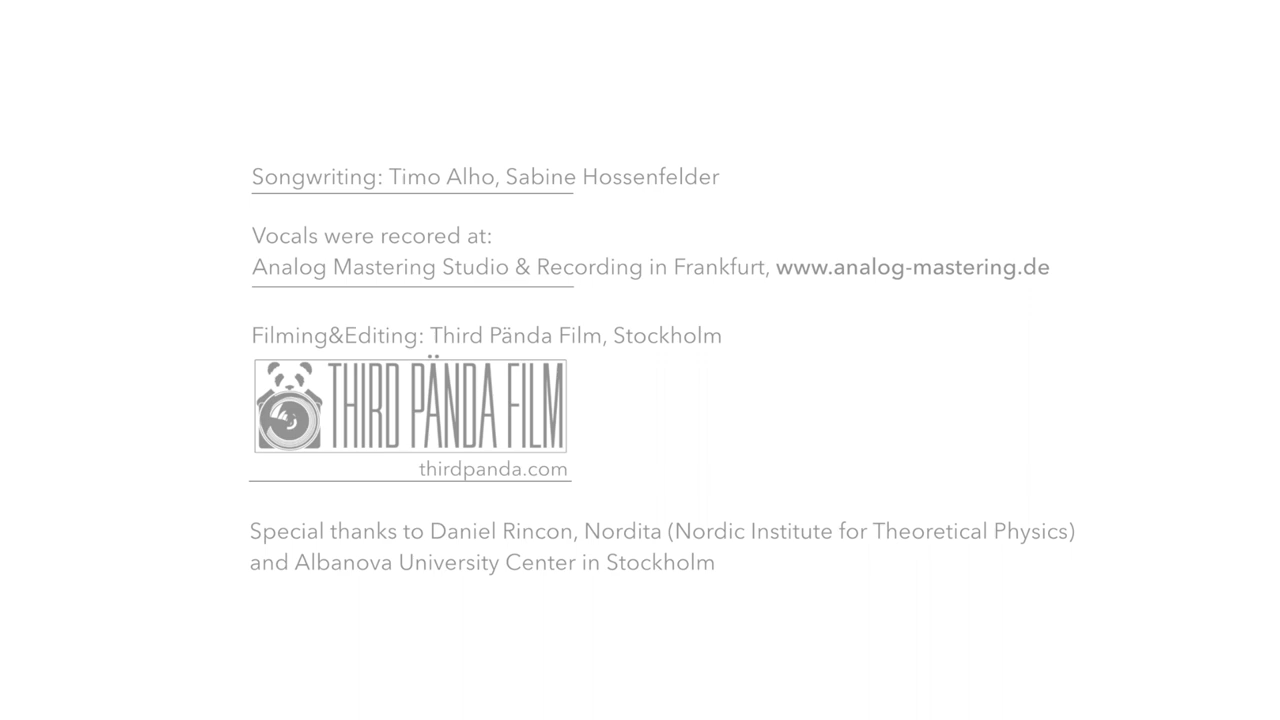 Songwriting: Timo Alho, Sabine Hossenfelder
Vocals were recored at:
Analog Mastering Studio & Recording in Frankfurt, www.analog-mastering.de
Filming&Editing: Third Pända Film, Stockholm
THIRD PÄNDA FILM
thirdpanda.com
Special thanks to Daniel Rincon, Nordita (Nordic Institute for Theoretical Physics)
and Albanova University Center in Stockholm